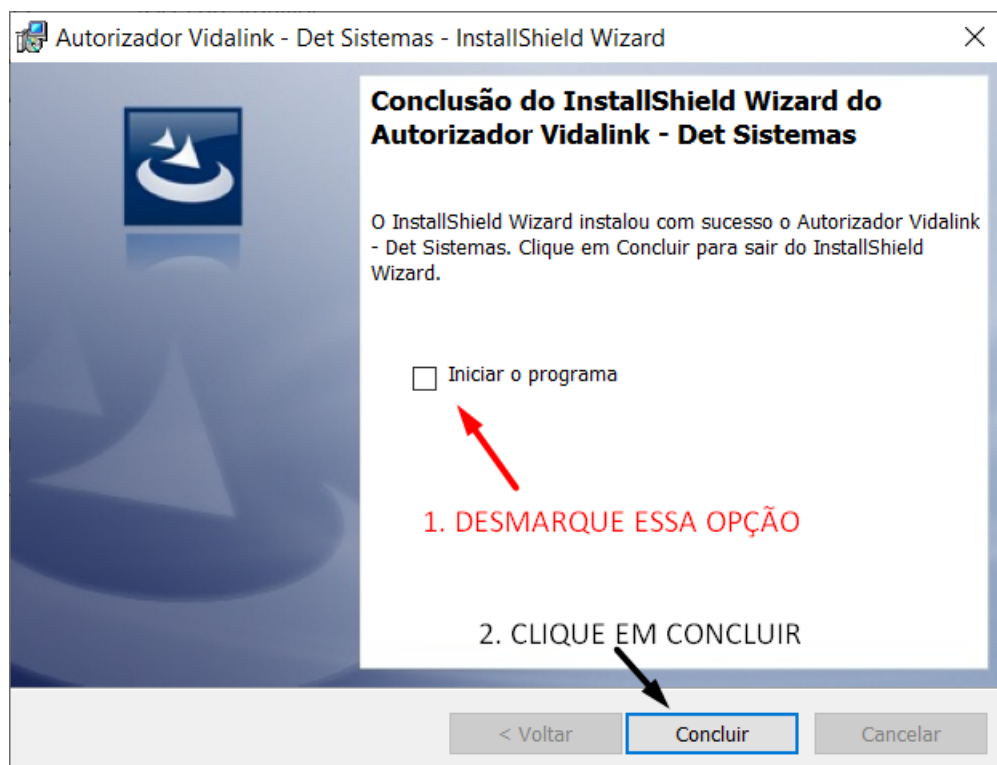 Autorizador Vidalink - Det Sistemas - InstallShield Wizard
Conclusão do InstallShield Wizard do
Autorizador Vidalink - Det Sistemas
O InstallShield Wizard instalou com sucesso o Autorizador Vidalink
- Det Sistemas. Clique em Concluir para sair do InstallShield
Wizard.
Iniciar o programa
1. DESMARQUE ESSA OPÇÃO
2. CLIQUE EM CONCLUIR
< Voltar
Concluir
Cancelar